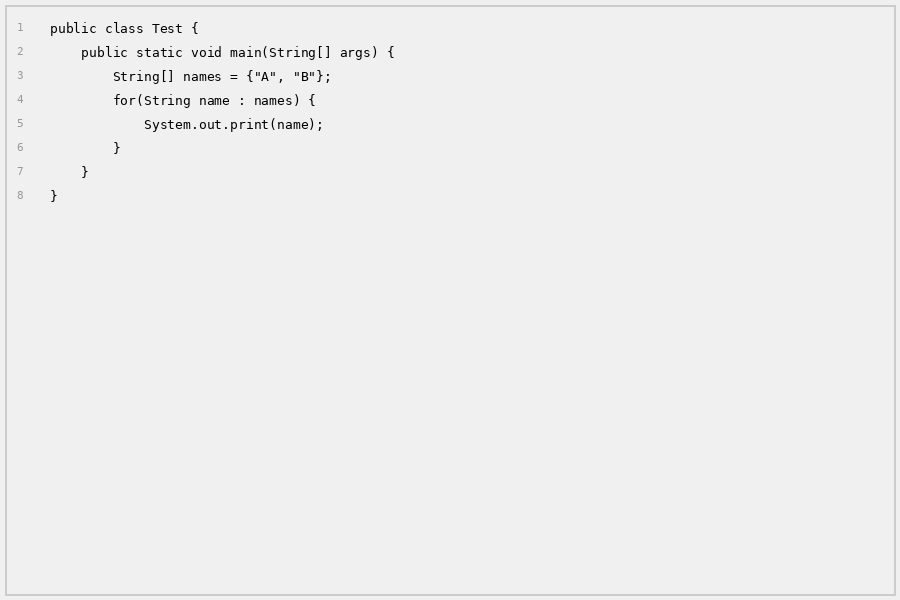 1 public class Test {
2     public static void main(String[] args) {
3         String[] names = {"A", "B"};
4         for(String name : names) {
5             System.out.print(name);
6         }
7     }
8 }